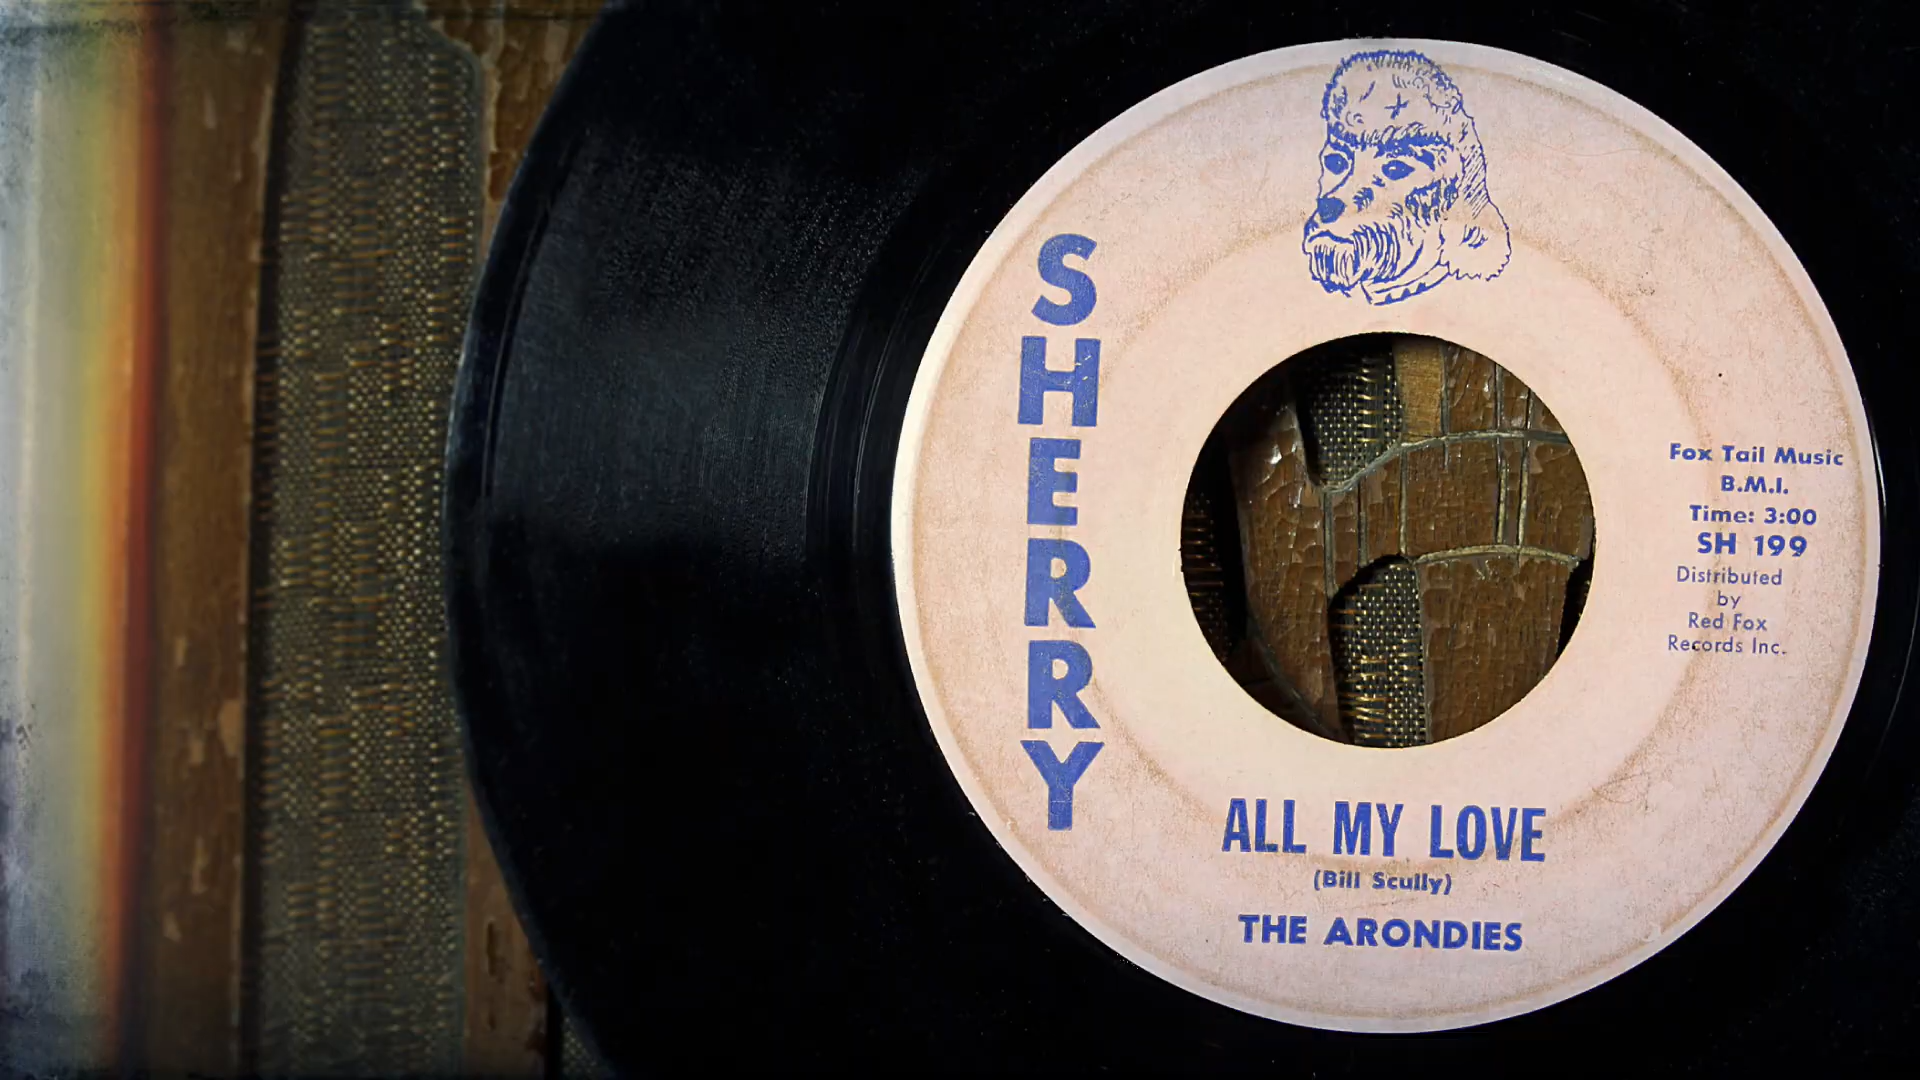 SHERRY
Fox Tail Music
B.M.I.
Time: 3:00
SH 199
Distributed
by
Red Fox
Records Inc.
ALL MY LOVE
(Bill Scully)
THE ARONDIES